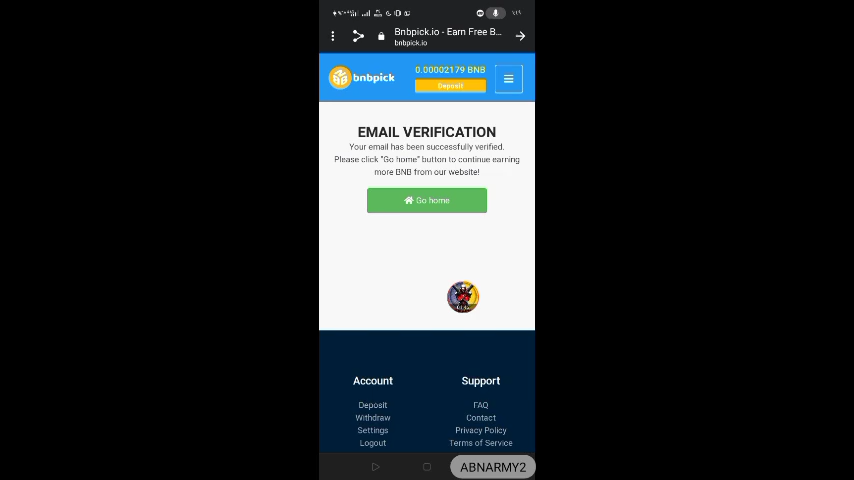 Bnbpick.io - Earn Free B...
bnbpick.io
bnbpick
0.00002179 BNB
Deposit
EMAIL VERIFICATION
Your email has been successfully verified.
Please click "Go home" button to continue earning
more BNB from our website!
Go home
Account
Support
Deposit
FAQ
Withdraw
Contact
Settings
Privacy Policy
Logout
Terms of Service
ABNARMY2